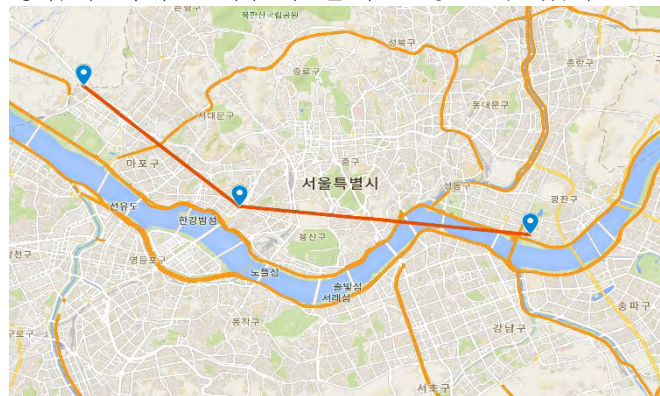 북한산국립공원
성북구
중랑구
종로구
동대문구
서대문구
마포구
중구
서울특별시
성동구
광진구
선유도
한강밤섬
용산구
영등포구
노들섬
솔빛섬
서래섬
송파구
동작구
강남구
구로구
서초구